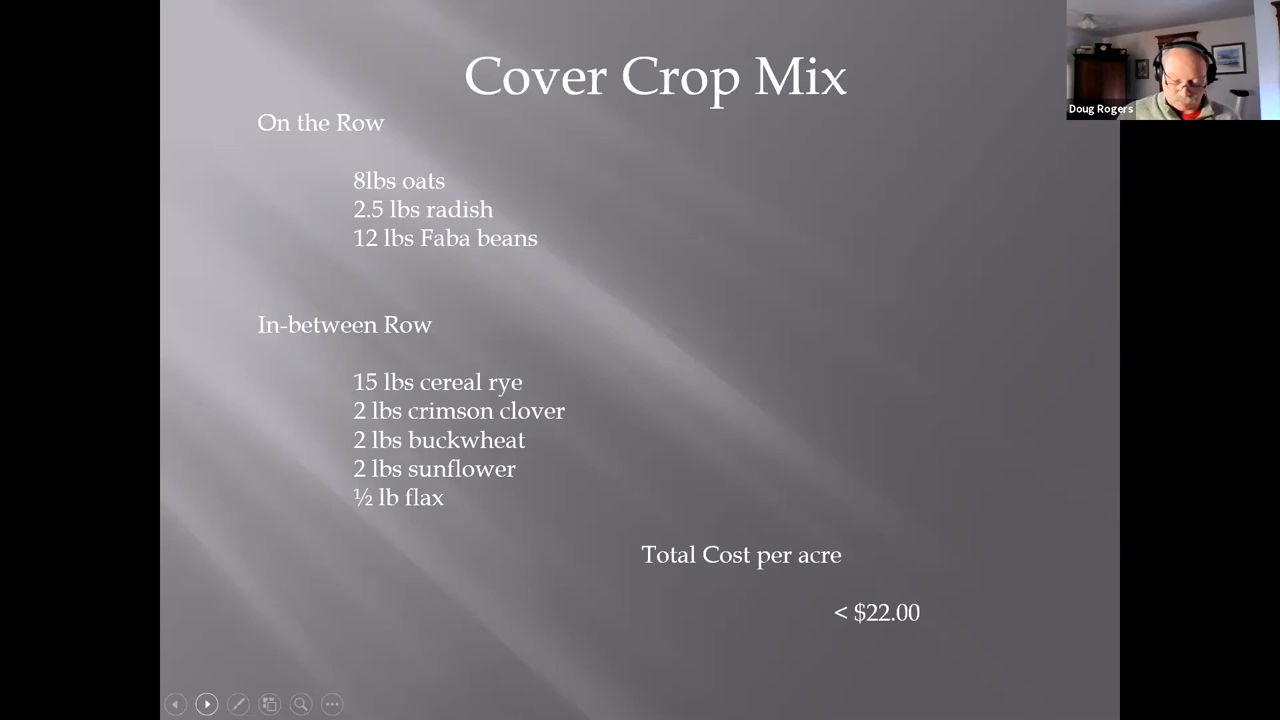 Cover Crop Mix
Doug Rogers
On the Row
8lbs oats
2.5 lbs radish
12 lbs Faba beans
In-between Row
15 lbs cereal rye
2 lbs crimson clover
2 lbs buckwheat
2 lbs sunflower
½ lb flax
Total Cost per acre
< $22.00